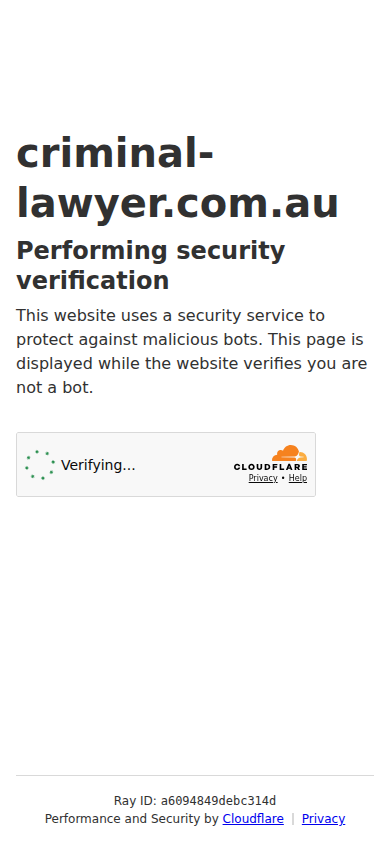 criminal-
lawyer.com.au
Performing security
verification
This website uses a security service to
protect against malicious bots. This page is
displayed while the website verifies you are
not a bot.
Verifying...
CLOUDFLARE
Privacy • Help
Ray ID: a6094849debc314d
Performance and Security by Cloudflare | Privacy